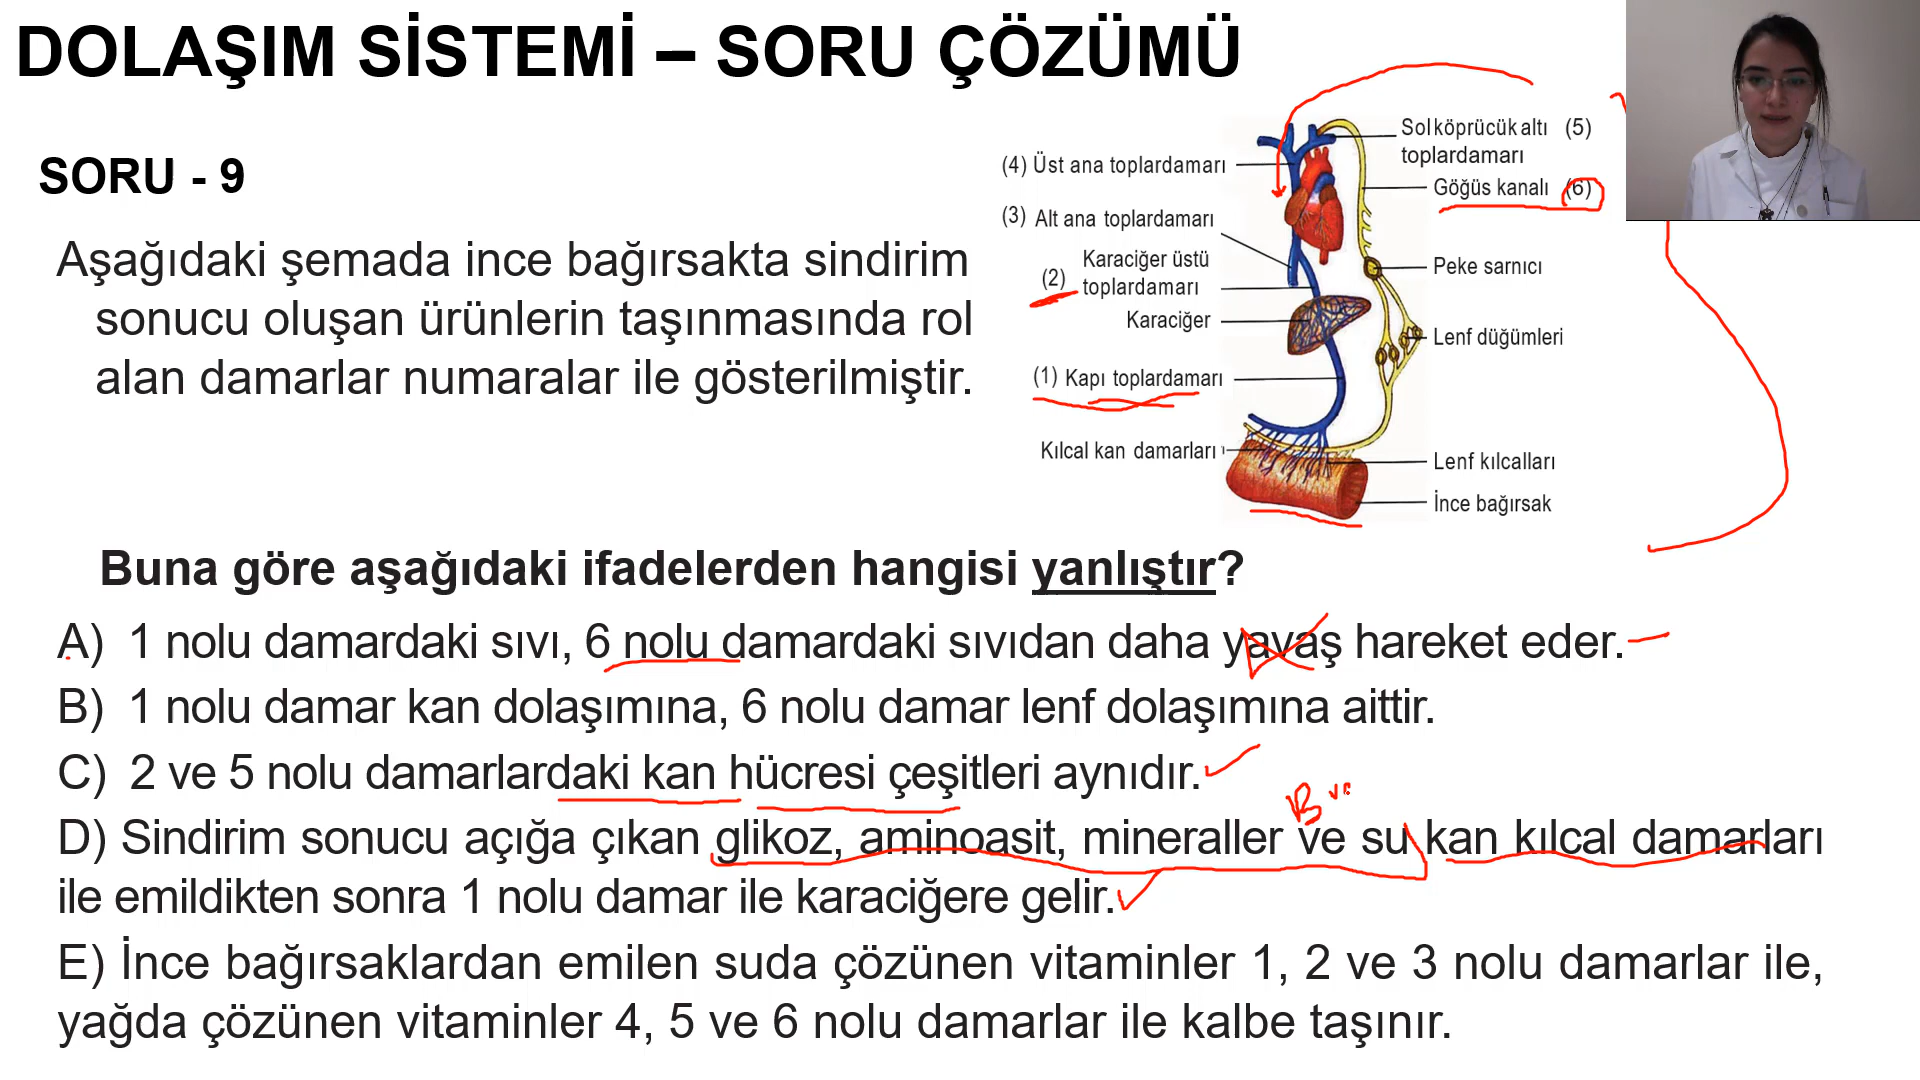 DOLAŞIM SİSTEMİ – SORU ÇÖZÜMÜ
SORU - 9
Aşağıdaki şemada ince bağırsakta sindirim
sonucu oluşan ürünlerin taşınmasında rol
alan damarlar numaralar ile gösterilmiştir.
(4) Üst ana toplardamarı
(3) Alt ana toplardamarı
(2) Karaciğer üstü
toplardamarı
Karaciğer
(1) Kapı toplardamarı
Kılcal kan damarları
Sol köprücük altı (5)
toplardamarı
Göğüs kanalı (6)
Peke sarnıcı
Lenf düğümleri
Lenf kılcalları
İnce bağırsak
Buna göre aşağıdaki ifadelerden hangisi yanlıştır?
A) 1 nolu damardaki sıvı, 6 nolu damardaki sıvıdan daha yavaş hareket eder.
B) 1 nolu damar kan dolaşımına, 6 nolu damar lenf dolaşımına aittir.
C) 2 ve 5 nolu damarlardaki kan hücresi çeşitleri aynıdır.
B ve
D) Sindirim sonucu açığa çıkan glikoz, aminoasit, mineraller ve su kan kılcal damarları
ile emildikten sonra 1 nolu damar ile karaciğere gelir.
E) İnce bağırsaklardan emilen suda çözünen vitaminler 1, 2 ve 3 nolu damarlar ile,
yağda çözünen vitaminler 4, 5 ve 6 nolu damarlar ile kalbe taşınır.